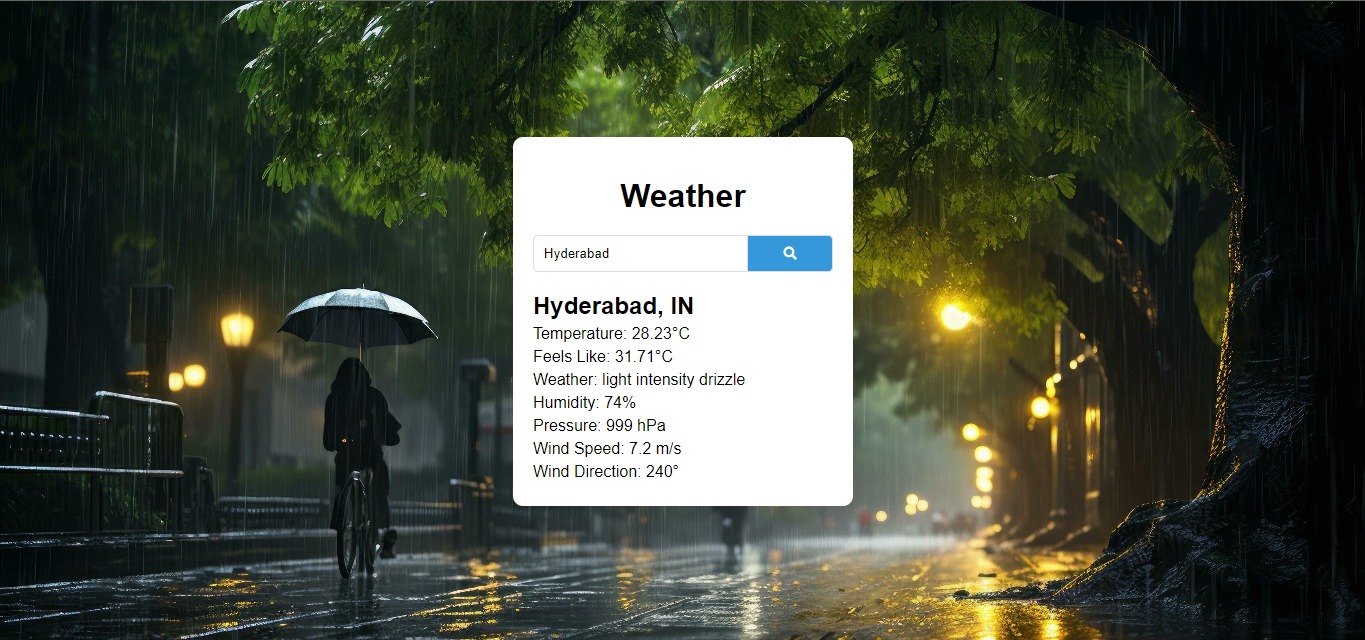 Weather
Hyderabad
Hyderabad, IN
Temperature: 28.23°C
Feels Like: 31.71°C
Weather: light intensity drizzle
Humidity: 74%
Pressure: 999 hPa
Wind Speed: 7.2 m/s
Wind Direction: 240°